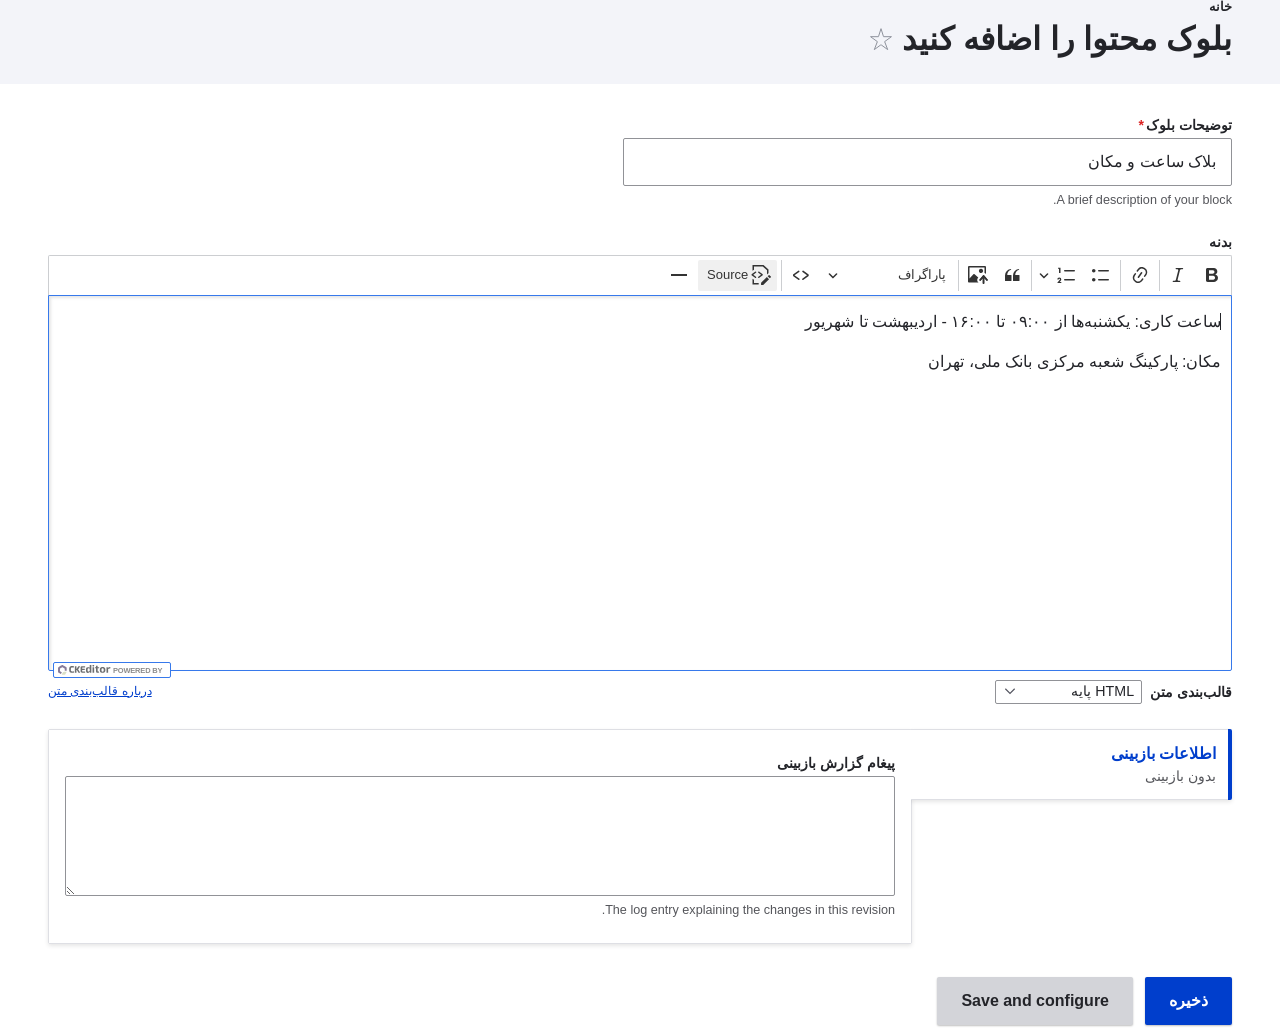 خانه
بلوک محتوا را اضافه کنید
توضیحات بلوک*
بلاک ساعت و مکان
A brief description of your block.
بدنه
B I پاراگراف Source
ساعت کاری: یکشنبه‌ها از ۰۹:۰۰ تا ۱۶:۰۰ - اردیبهشت تا شهریور
مکان: پارکینگ شعبه مرکزی بانک ملی، تهران
POWERED BY CKEditor
قالب‌بندی متن
HTML پایه
درباره قالب‌بندی متن
اطلاعات بازبینی
بدون بازبینی
پیغام گزارش بازبینی
The log entry explaining the changes in this revision.
ذخیره
Save and configure